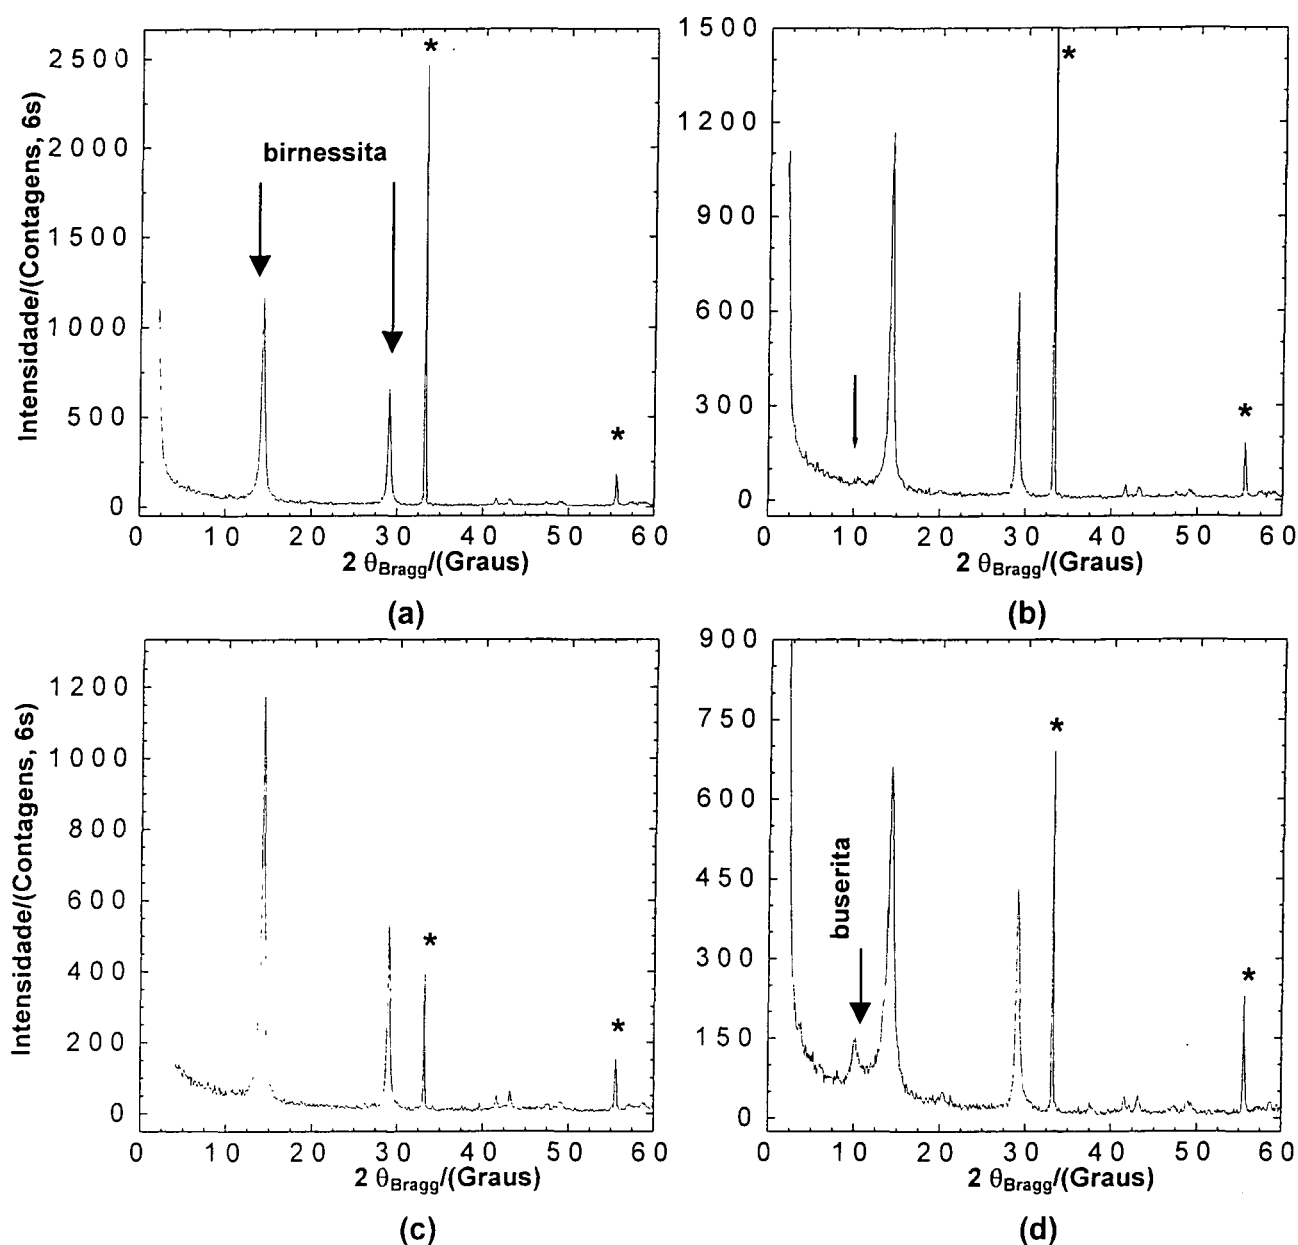 Intensidade/(Contagens, 6s)
2500
2000
1500
1000
500
0
birnessita
*
*
0 10 20 30 40 50 60
2 θBragg/(Graus)
(a)
1500
1200
900
600
300
0
*
*
0 10 20 30 40 50 60
2 θBragg/(Graus)
(b)
Intensidade/(Contagens, 6s)
1200
1000
800
600
400
200
0
*
*
0 10 20 30 40 50 60
2 θBragg/(Graus)
(c)
900
750
600
450
300
150
0
buserita
*
*
0 10 20 30 40 50 60
2 θBragg/(Graus)
(d)